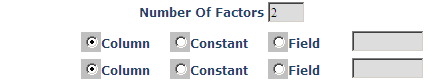 Number Of Factors 2
Column Constant Field
Column Constant Field